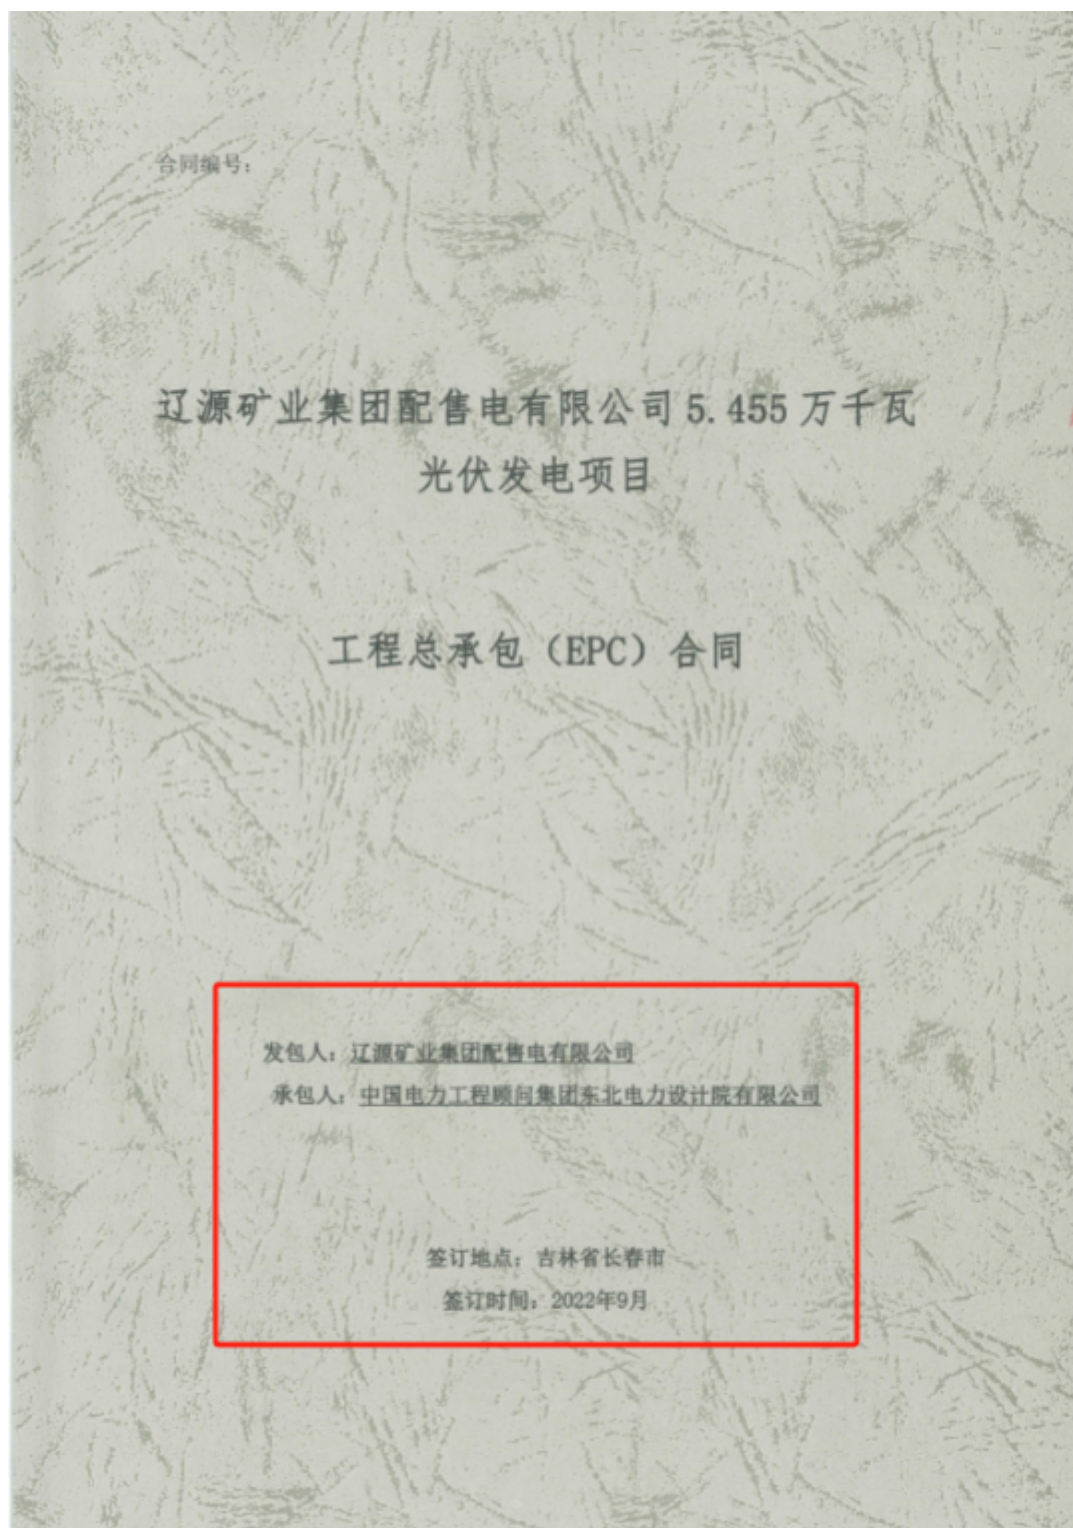 合同编号：
辽源矿业集团配售电有限公司 5.455 万千瓦
光伏发电项目
工程总承包（EPC）合同
发包人：辽源矿业集团配售电有限公司
承包人：中国电力工程顾问集团东北电力设计院有限公司
签订地点：吉林省长春市
签订时间：2022年9月